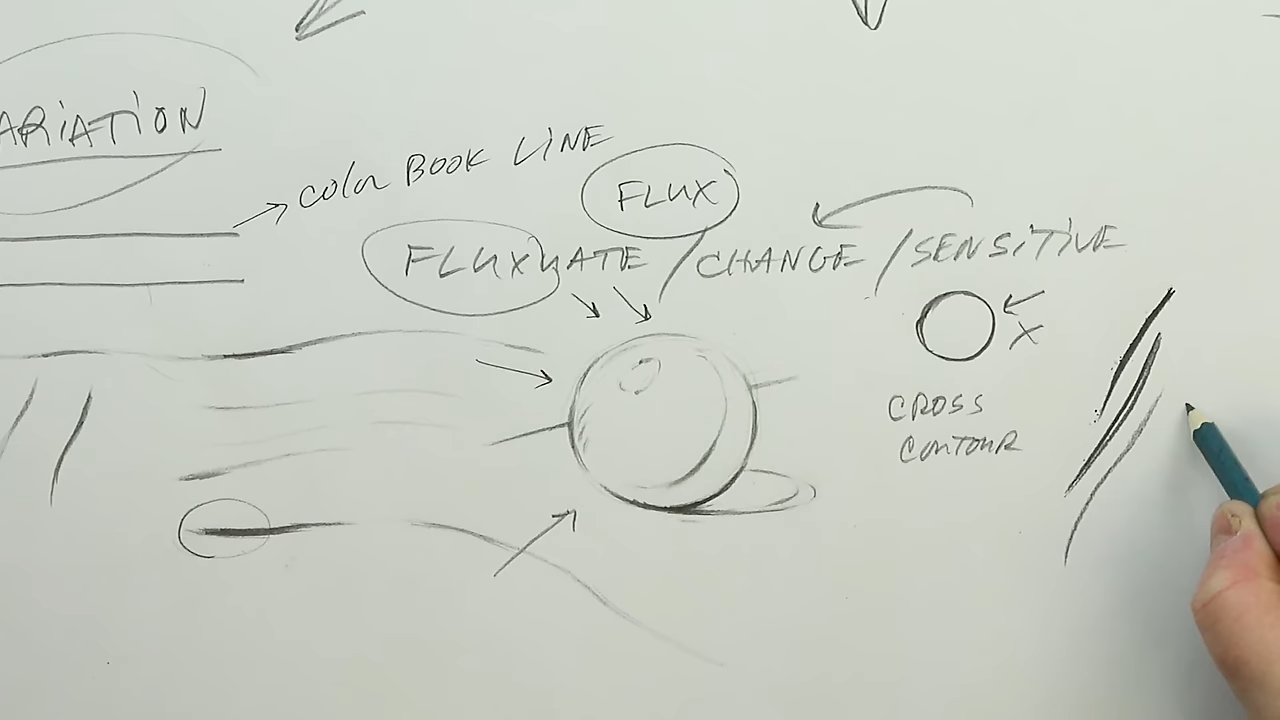 ARiATiON
COlOR BOOK LiNE
FLUX
FLUXUATE / CHANGE / SENSITIVE
X
CROSS
CONTOUR